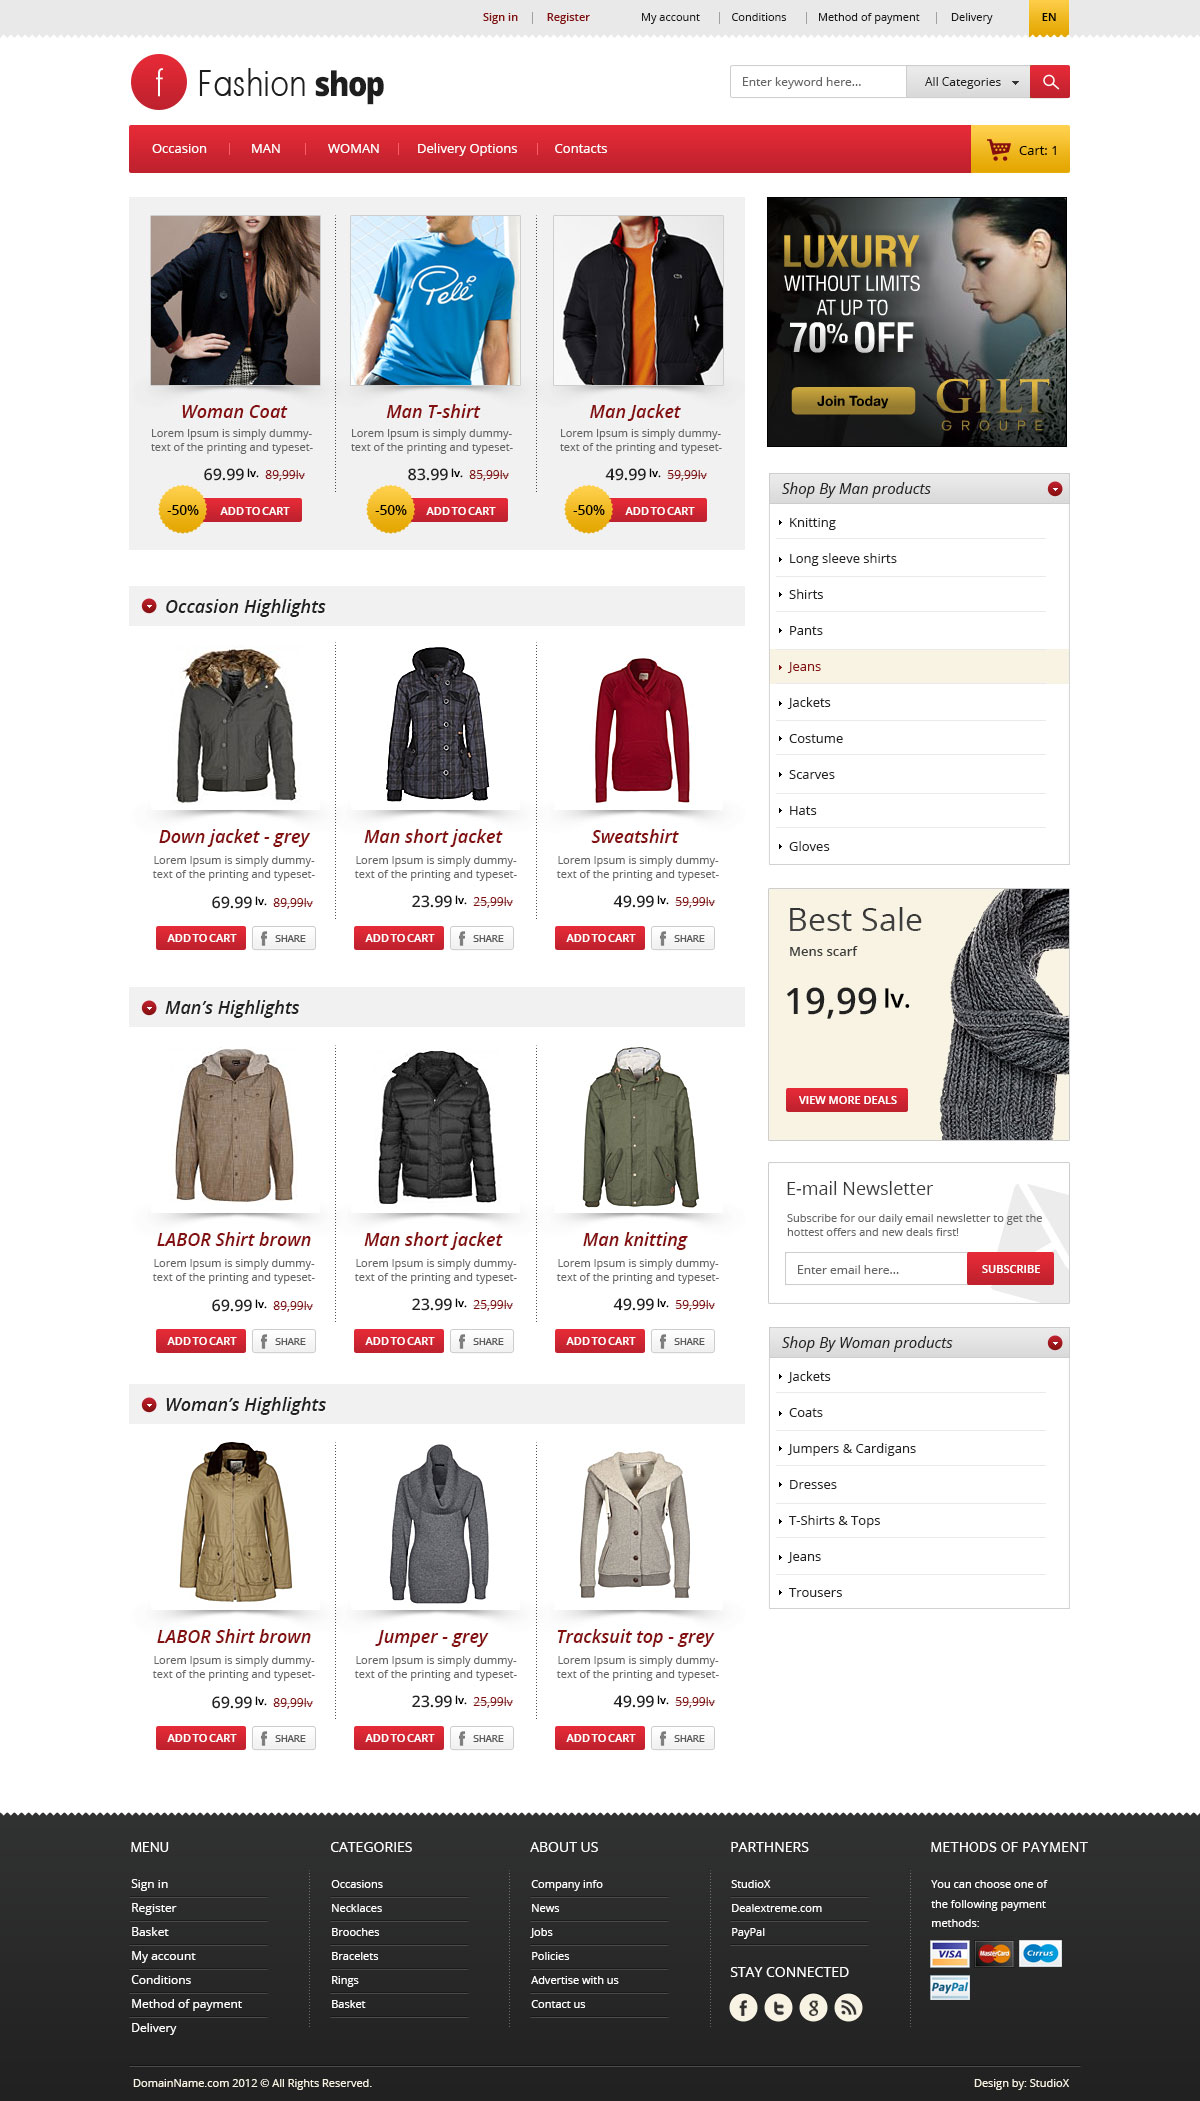 Sign in Register My account Conditions Method of payment Delivery EN
f Fashion shop
Enter keyword here... All Categories
Occasion MAN WOMAN Delivery Options Contacts Cart: 1
Pelé
Woman Coat Man T-shirt Man Jacket
Lorem Ipsum is simply dummy- Lorem Ipsum is simply dummy- Lorem Ipsum is simply dummy-
text of the printing and typeset- text of the printing and typeset- text of the printing and typeset-
69.99 lv. 89,99lv 83.99 lv. 85,99lv 49.99 lv. 59,99lv
-50% ADD TO CART -50% ADD TO CART -50% ADD TO CART
LUXURY
WITHOUT LIMITS
AT UP TO
70% OFF
Join Today
GILT
GROUPE
Shop By Man products
Knitting
Long sleeve shirts
Shirts
Pants
Jeans
Jackets
Costume
Scarves
Hats
Gloves
Occasion Highlights
Down jacket - grey Man short jacket Sweatshirt
Lorem Ipsum is simply dummy- Lorem Ipsum is simply dummy- Lorem Ipsum is simply dummy-
text of the printing and typeset- text of the printing and typeset- text of the printing and typeset-
69.99 lv. 89,99lv 23.99 lv. 25,99lv 49.99 lv. 59,99lv
ADD TO CART f SHARE ADD TO CART f SHARE ADD TO CART f SHARE
Best Sale
Mens scarf
19,99 lv.
VIEW MORE DEALS
Man's Highlights
LABOR Shirt brown Man short jacket Man knitting
Lorem Ipsum is simply dummy- Lorem Ipsum is simply dummy- Lorem Ipsum is simply dummy-
text of the printing and typeset- text of the printing and typeset- text of the printing and typeset-
69.99 lv. 89,99lv 23.99 lv. 25,99lv 49.99 lv. 59,99lv
ADD TO CART f SHARE ADD TO CART f SHARE ADD TO CART f SHARE
E-mail Newsletter
Subscribe for our daily email newsletter to get the
hottest offers and new deals first!
Enter email here... SUBSCRIBE
Shop By Woman products
Jackets
Coats
Jumpers & Cardigans
Dresses
T-Shirts & Tops
Jeans
Trousers
Woman's Highlights
LABOR Shirt brown Jumper - grey Tracksuit top - grey
Lorem Ipsum is simply dummy- Lorem Ipsum is simply dummy- Lorem Ipsum is simply dummy-
text of the printing and typeset- text of the printing and typeset- text of the printing and typeset-
69.99 lv. 89,99lv 23.99 lv. 25,99lv 49.99 lv. 59,99lv
ADD TO CART f SHARE ADD TO CART f SHARE ADD TO CART f SHARE
MENU
Sign in
Register
Basket
My account
Conditions
Method of payment
Delivery
CATEGORIES
Occasions
Necklaces
Brooches
Bracelets
Rings
Basket
ABOUT US
Company info
News
Jobs
Policies
Advertise with us
Contact us
PARTHNERS
StudioX
Dealextreme.com
PayPal
STAY CONNECTED
f t g
METHODS OF PAYMENT
You can choose one of
the following payment
methods:
VISA MasterCard Cirrus
PayPal
DomainName.com 2012 © All Rights Reserved. Design by: StudioX